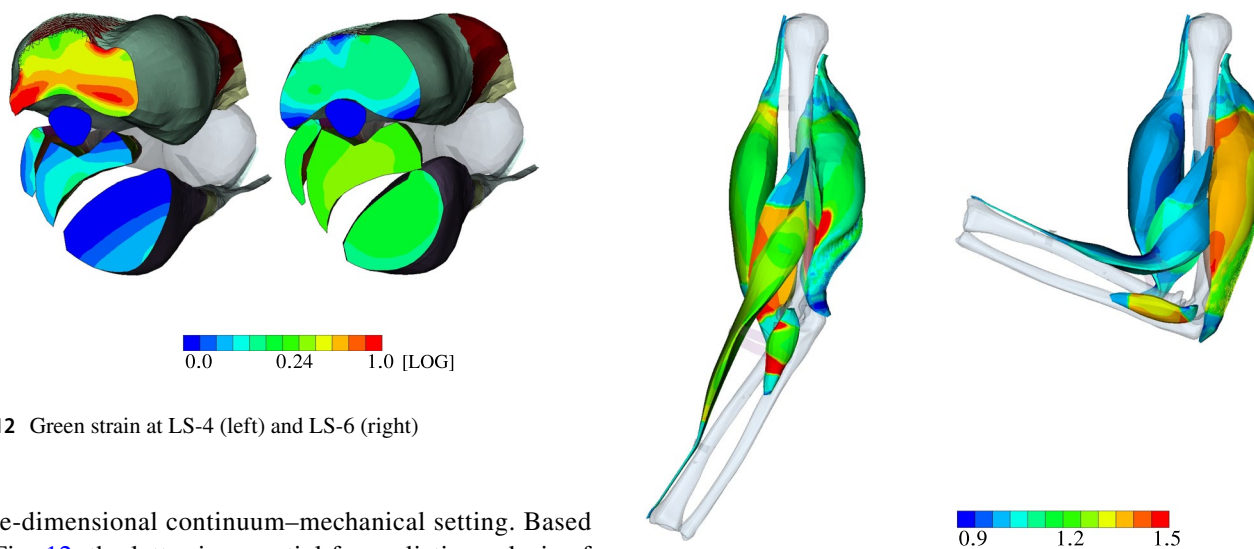 0.0 0.24 1.0 [LOG]
12 Green strain at LS-4 (left) and LS-6 (right)
e-dimensional continuum–mechanical setting. Based
0.9 1.2 1.5